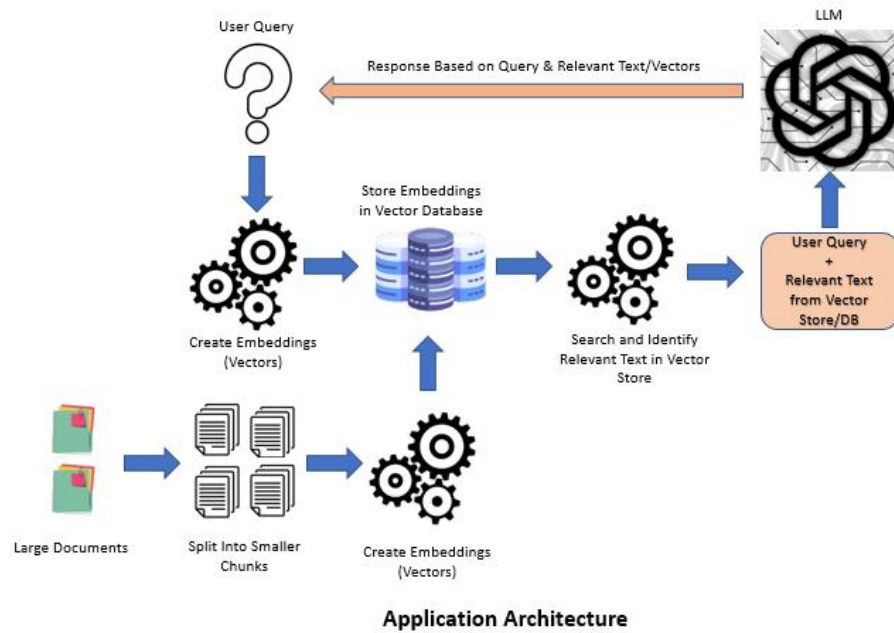 User Query
LLM
Response Based on Query & Relevant Text/Vectors
Store Embeddings
in Vector Database
Create Embeddings
(Vectors)
Search and Identify
Relevant Text in Vector
Store
User Query
+
Relevant Text
from Vector
Store/DB
Large Documents
Split Into Smaller
Chunks
Create Embeddings
(Vectors)
Application Architecture